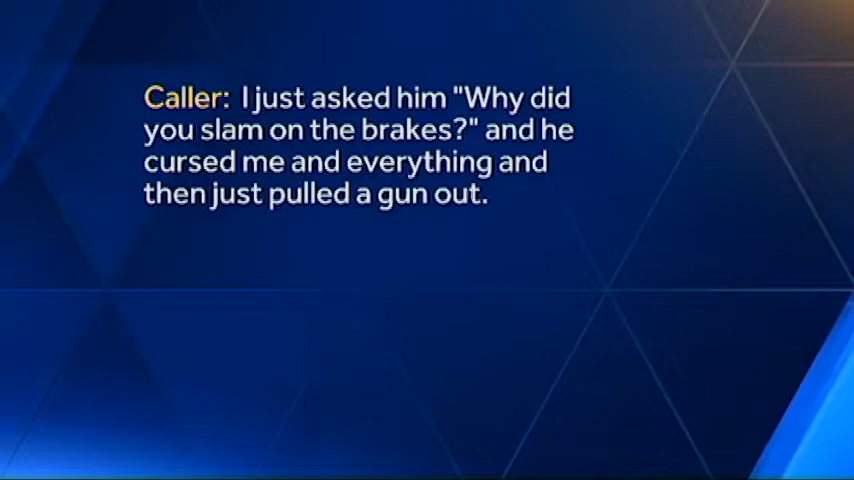 Caller: I just asked him "Why did
you slam on the brakes?" and he
cursed me and everything and
then just pulled a gun out.